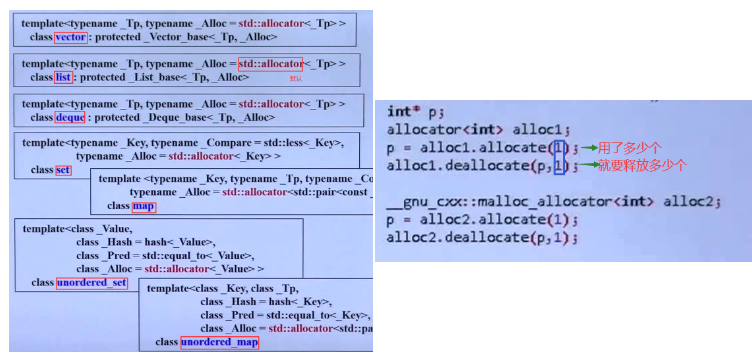 template<typename _Tp, typename _Alloc = std::allocator<_Tp> >
class vector : protected _Vector_base<_Tp, _Alloc>
template<typename _Tp, typename _Alloc = std::allocator<_Tp> >
class list : protected _List_base<_Tp, _Alloc>
默认
template<typename _Tp, typename _Alloc = std::allocator<_Tp> >
class deque : protected _Deque_base<_Tp, _Alloc>
template<typename _Key, typename _Compare = std::less<_Key>,
typename _Alloc = std::allocator<_Key> >
class set
template <typename _Key, typename _Tp, typename _Co
typename _Alloc = std::allocator<std::pair<const _
class map
template<class _Value,
class _Hash = hash<_Value>,
class _Pred = std::equal_to<_Value>,
class _Alloc = std::allocator<_Value> >
class unordered_set
template<class _Key, class _Tp,
class _Hash = hash<_Key>,
class _Pred = std::equal_to<_Key>,
class _Alloc = std::allocator<std::pa
class unordered_map
int* p;
allocator<int> alloc1;
p = alloc1.allocate(1); 用了多少个
alloc1.deallocate(p,1); 就要释放多少个
__gnu_cxx::malloc_allocator<int> alloc2;
p = alloc2.allocate(1);
alloc2.deallocate(p,1);